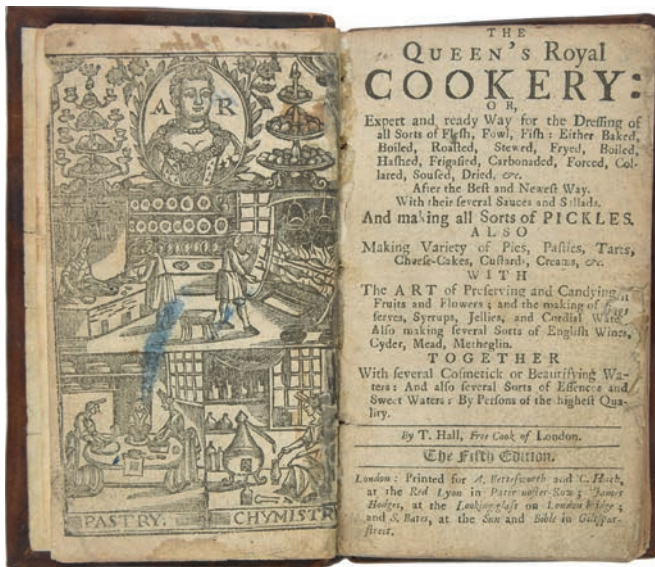 A R
PASTRY. CHYMISTR
THE
QUEEN'S Royal
COOKERY:
OR,
Expert and ready Way for the Dressing of
all Sorts of Flesh, Fowl, Fish: Either Baked,
Boiled, Roasted, Stewed, Fryed, Boiled,
Hashed, Frigasied, Carbonaded, Forced, Col-
lared, Soused, Dried, &c.
After the Best and Newest Way.
With their several Sauces and Sallads.
And making all Sorts of PICKLES.
ALSO
Making Variety of Pies, Pasties, Tarts,
Cheese-Cakes, Custards, Creams, &c.
WITH
The ART of Preserving and Candying
Fruits and Flowers; and the making of
serves, Syrrups, Jellies, and Cordial
Also making several Sorts of English Wines,
Cyder, Mead, Metheglin.
TOGETHER
With several Cosmetick or Beautifying Wa-
ters: And also several Sorts of Essence and
Sweet Waters: By Persons of the highest Qua-
lity.
By T. Hall, Free Cook of London.
The Fifth Edition.
London: Printed for A. Bettesworth and C. Hitch,
at the Red Lyon in Pater noster-Row; James
Hodges, at the Looking-glass on London Bridge;
and S. Bates, at the Sun and Bible in Giltspur-
street.